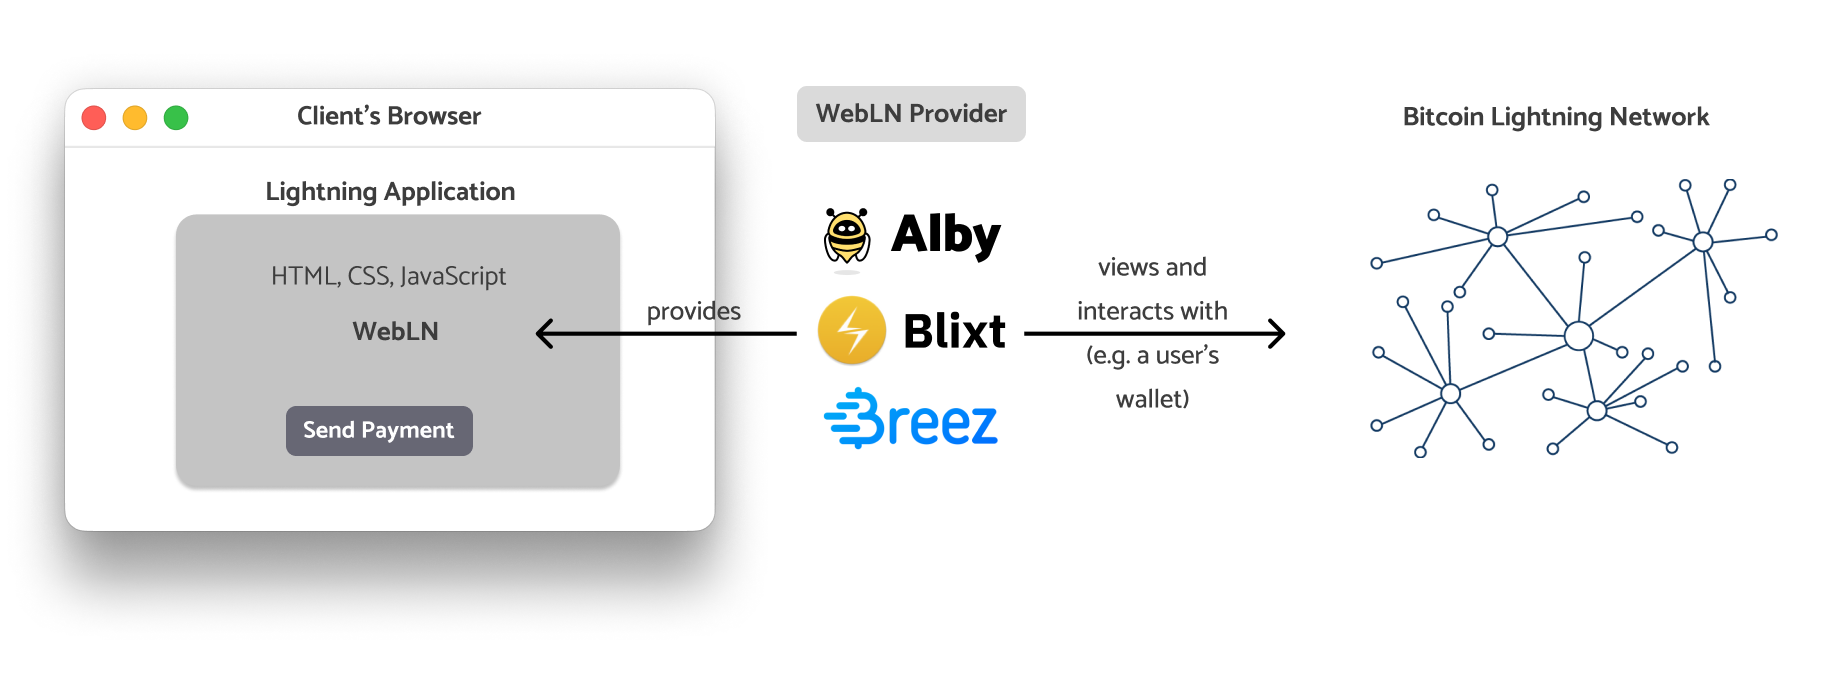 Client's Browser
Lightning Application
HTML, CSS, JavaScript
WebLN
Send Payment
provides
WebLN Provider
Alby
Blixt
Breez
views and
interacts with
(e.g. a user's
wallet)
Bitcoin Lightning Network